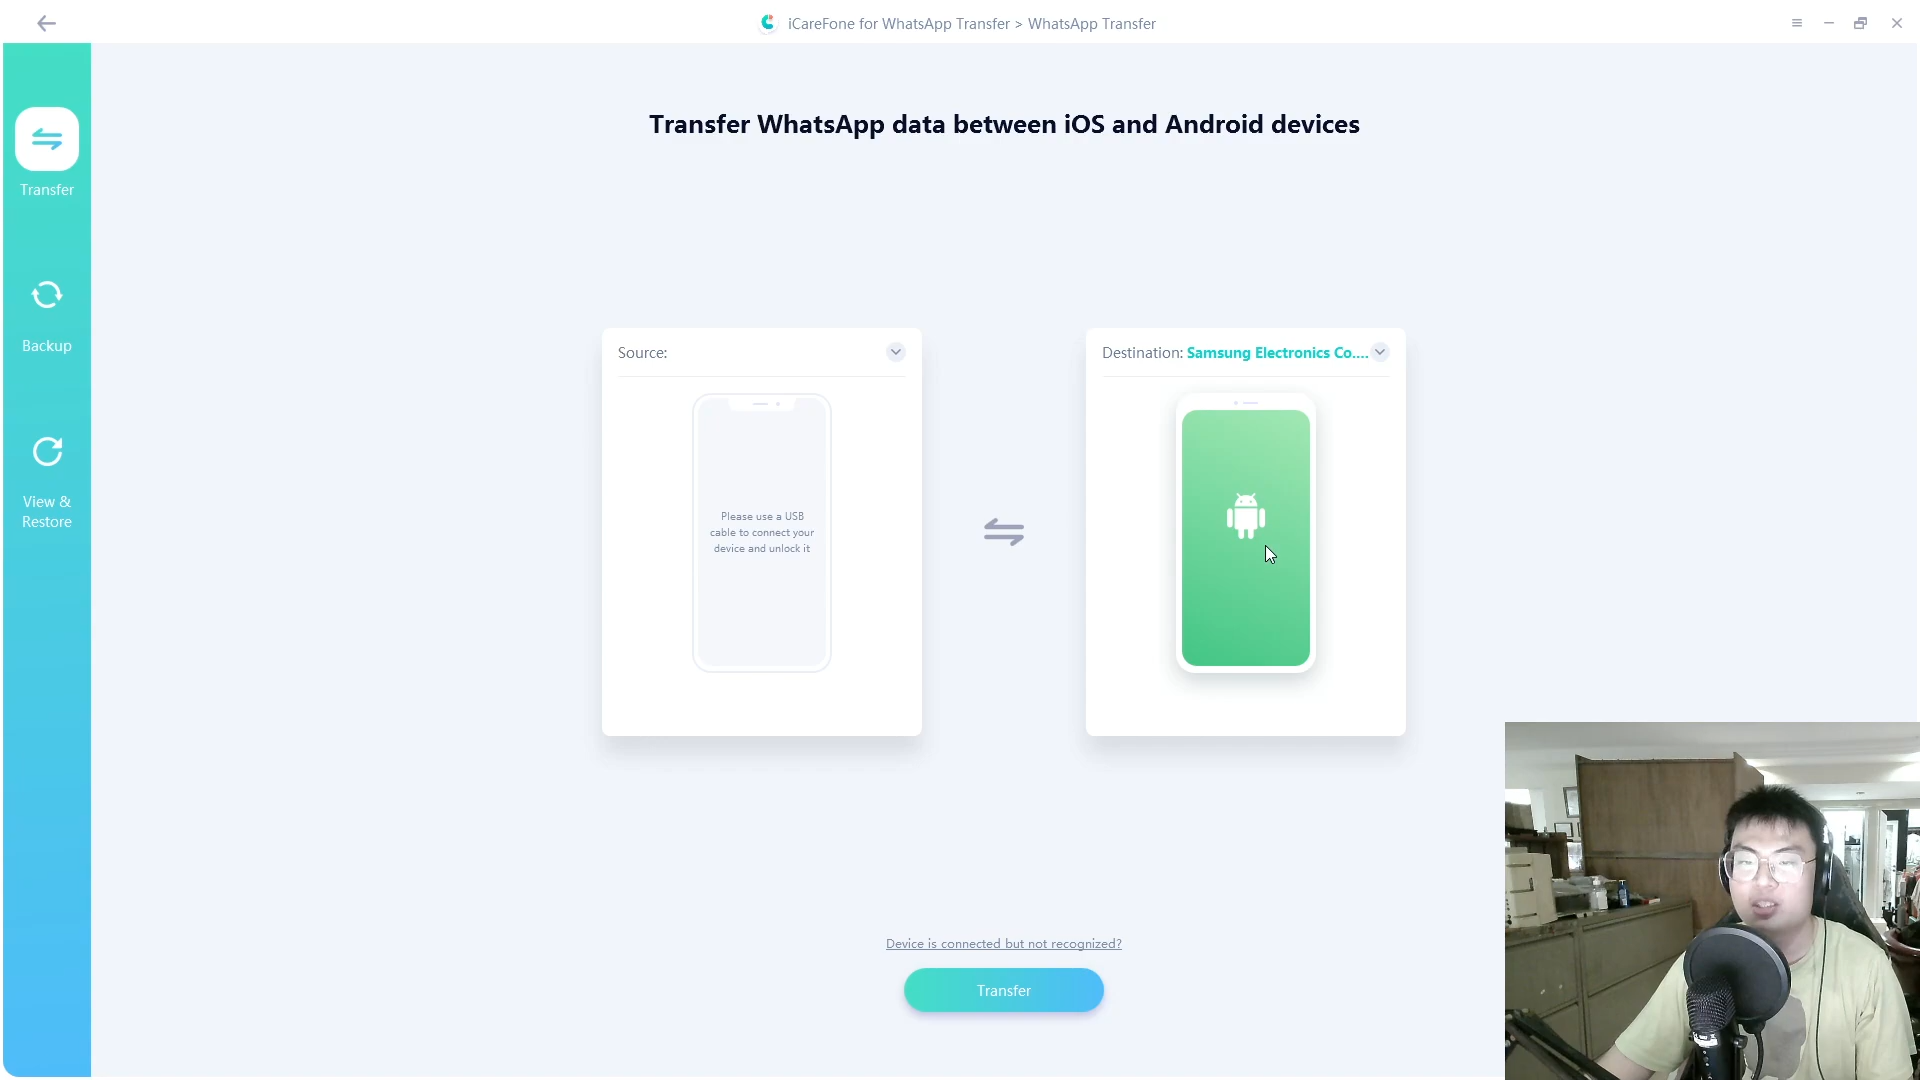 iCareFone for WhatsApp Transfer > WhatsApp Transfer
Transfer
Backup
View &
Restore
Transfer WhatsApp data between iOS and Android devices
Source:
Please use a USB
cable to connect your
device and unlock it
Destination: Samsung Electronics Co....
Device is connected but not recognized?
Transfer